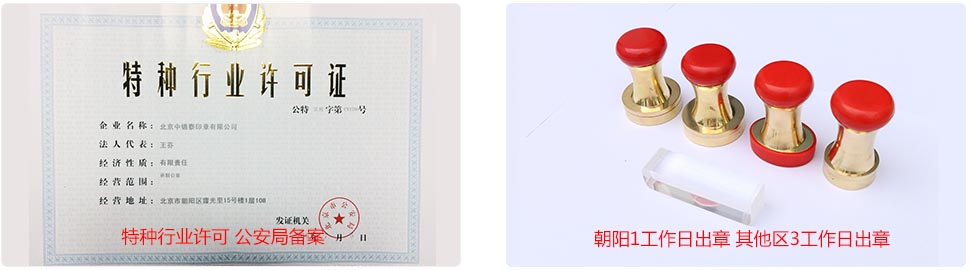 特种行业许可证
公特 字第 号
企业名称：北京中德泰印章有限公司
法人代表：王芬
经济性质：有限责任
经营范围：承制公章
经营地址：北京市朝阳区霞光里15号楼1层108
发证机关
月 日
特种行业许可 公安局备案
朝阳1工作日出章 其他区3工作日出章